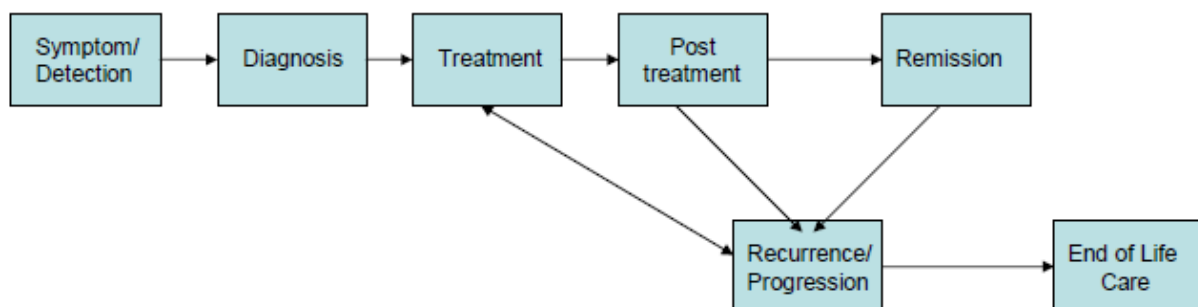 Symptom/
Detection
Diagnosis
Treatment
Post
treatment
Remission
Recurrence/
Progression
End of Life
Care